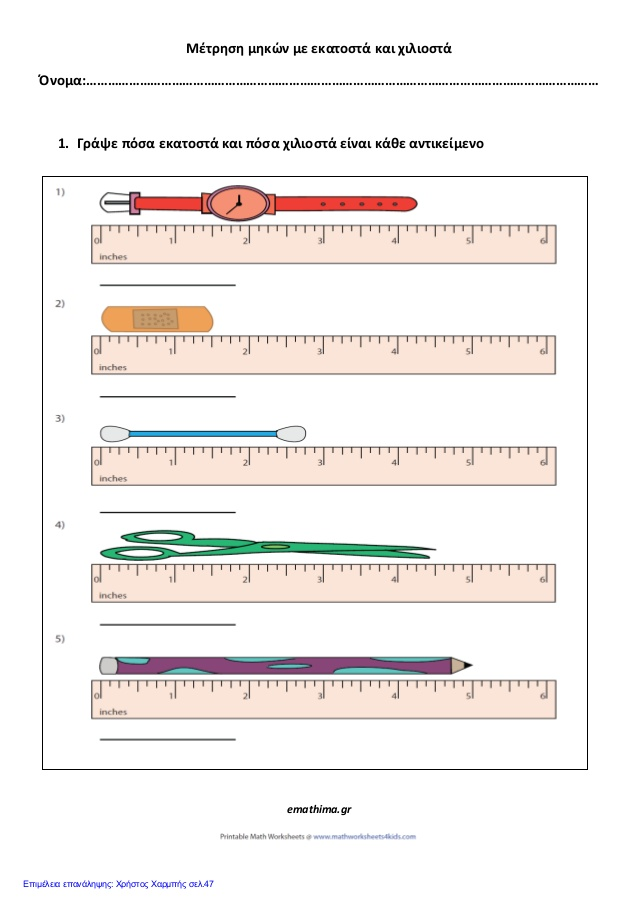 Μέτρηση μηκών με εκατοστά και χιλιοστά
Όνομα:……………………………………………………………………………………………………………………………
1. Γράψε πόσα εκατοστά και πόσα χιλιοστά είναι κάθε αντικείμενο
1)
0 1 2 3 4 5 6
inches
2)
0 1 2 3 4 5 6
inches
3)
0 1 2 3 4 5 6
inches
4)
0 1 2 3 4 5 6
inches
5)
0 1 2 3 4 5 6
inches
emathima.gr
Printable Math Worksheets @ www.mathworksheets4kids.com
Επιμέλεια επανάληψης: Χρήστος Χαρμπής σελ.47